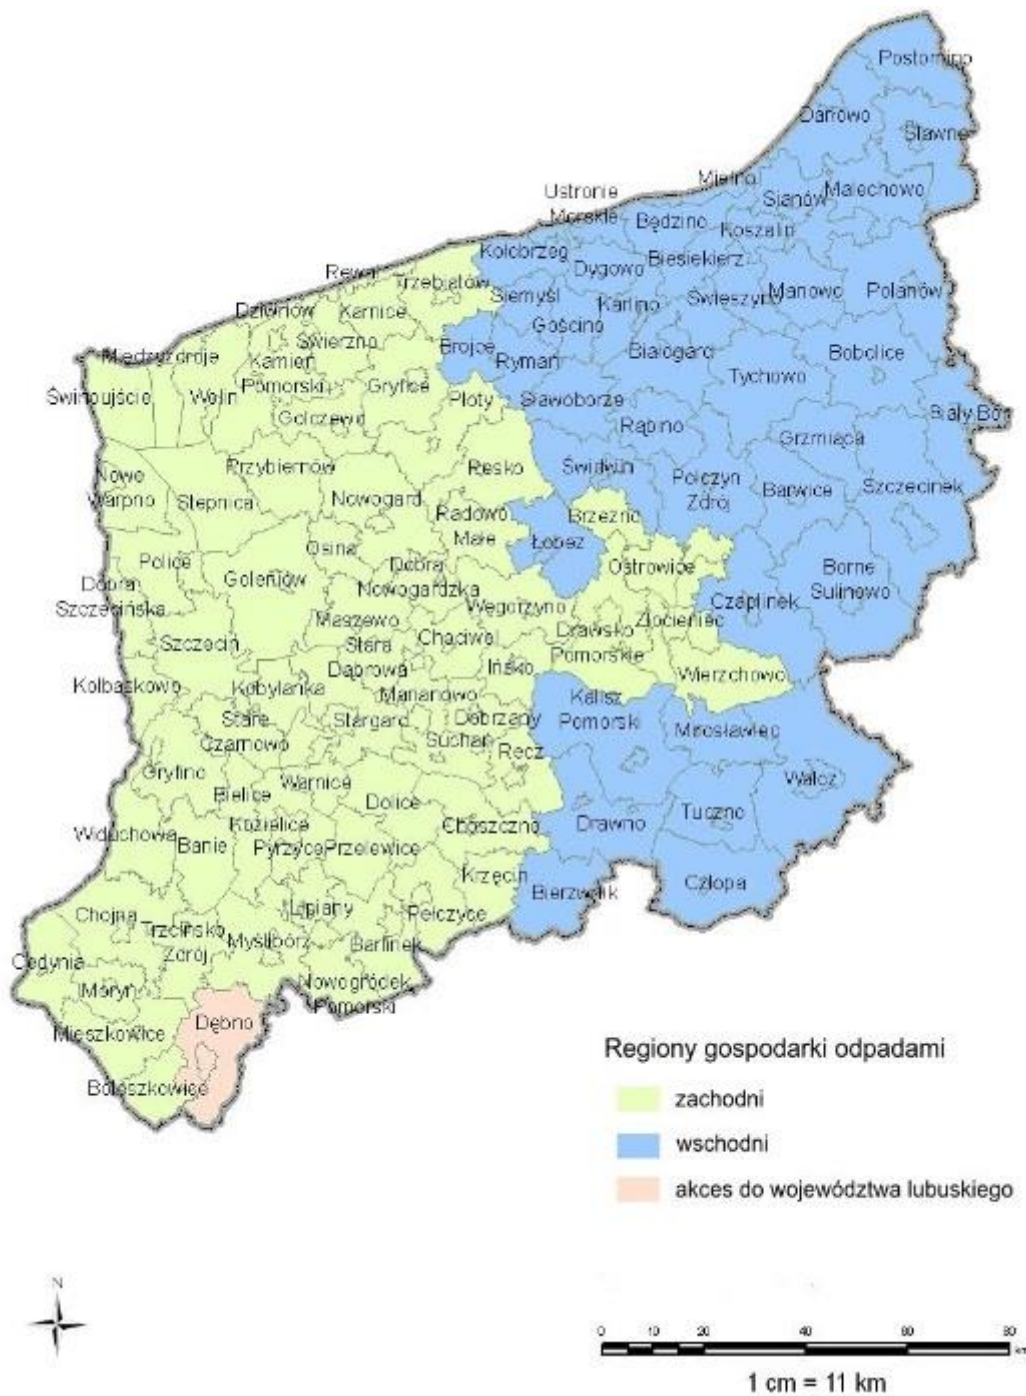 Postomino
Darłowo
Sławno
Mielno
Malechowo
Ustronie
Morskie
Sianów
Będzino
Koszalin
Kołobrzeg
Biesiekierz
Dygowo
Rewal
Trzebiatów
Siemyśl
Karlino
Świeszyno
Manowo
Polanów
Dziwnów
Karnice
Gościno
Świerzno
Brojce
Rymań
Białogard
Bobolice
Międzyzdroje
Kamień
Pomorski
Gryfice
Tychowo
Świnoujście
Wolin
Płoty
Sławoborze
Biały Bór
Golczewo
Rąbino
Grzmiąca
Przybiernów
Resko
Świdwin
Połczyn
Zdrój
Barwice
Szczecinek
Nowe
Warpno
Stepnica
Nowogard
Radowo
Małe
Brzeżno
Łobez
Osina
Police
Dobra
Nowogardzka
Ostrowice
Borne
Sulinowo
Dobra
Szczecińska
Goleniów
Węgorzyno
Czaplinek
Maszewo
Złocieniec
Szczecin
Stara
Dąbrowa
Chociwel
Drawsko
Pomorskie
Ińsko
Wierzchowo
Kołbaskowo
Kobylanka
Marianowo
Kalisz
Pomorski
Stare
Czarnowo
Stargard
Dobrzany
Suchań
Mirosławiec
Recz
Gryfino
Warnice
Wałcz
Bielice
Dolice
Widuchowa
Kozielice
Choszczno
Drawno
Tuczno
Banie
Pyrzyce
Przelewice
Krzęcin
Bierzwnik
Człopa
Chojna
Lipiany
Pełczyce
Trzcińsko
Zdrój
Myślibórz
Barlinek
Cedynia
Moryń
Nowogródek
Pomorski
Mieszkowice
Dębno
Boleszkowice
Regiony gospodarki odpadami
zachodni
wschodni
akces do województwa lubuskiego
N
0 10 20 40 60 80
km
1 cm = 11 km